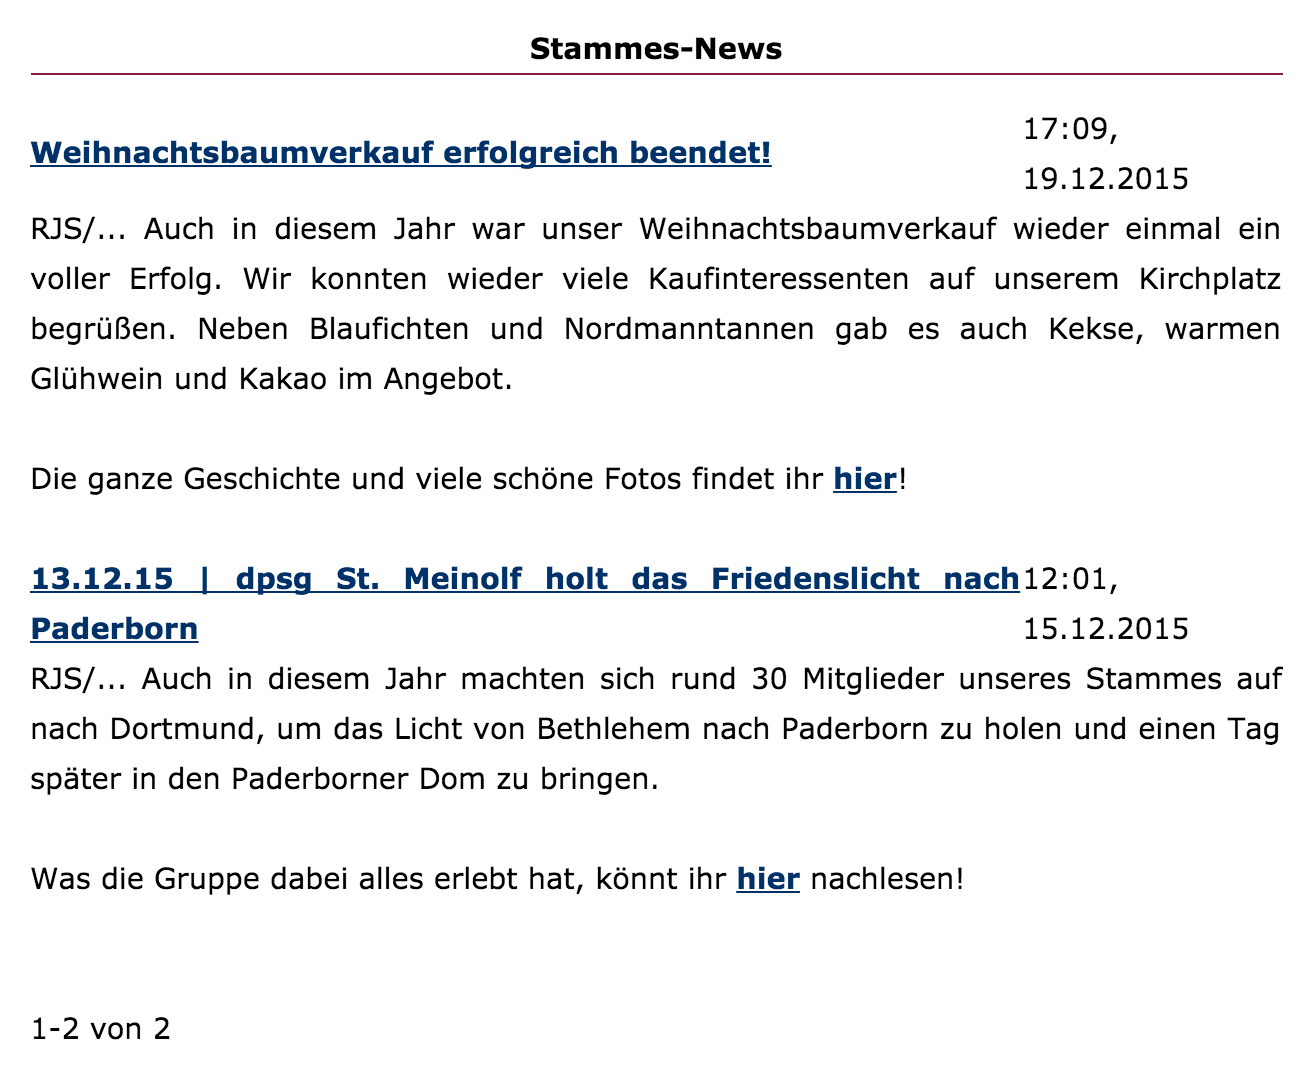 Stammes-News
Weihnachtsbaumverkauf erfolgreich beendet!
17:09,
19.12.2015
RJS/... Auch in diesem Jahr war unser Weihnachtsbaumverkauf wieder einmal ein
voller Erfolg. Wir konnten wieder viele Kaufinteressenten auf unserem Kirchplatz
begrüßen. Neben Blaufichten und Nordmanntannen gab es auch Kekse, warmen
Glühwein und Kakao im Angebot.
Die ganze Geschichte und viele schöne Fotos findet ihr hier!
13.12.15 | dpsg St. Meinolf holt das Friedenslicht nach
Paderborn
12:01,
15.12.2015
RJS/... Auch in diesem Jahr machten sich rund 30 Mitglieder unseres Stammes auf
nach Dortmund, um das Licht von Bethlehem nach Paderborn zu holen und einen Tag
später in den Paderborner Dom zu bringen.
Was die Gruppe dabei alles erlebt hat, könnt ihr hier nachlesen!
1-2 von 2